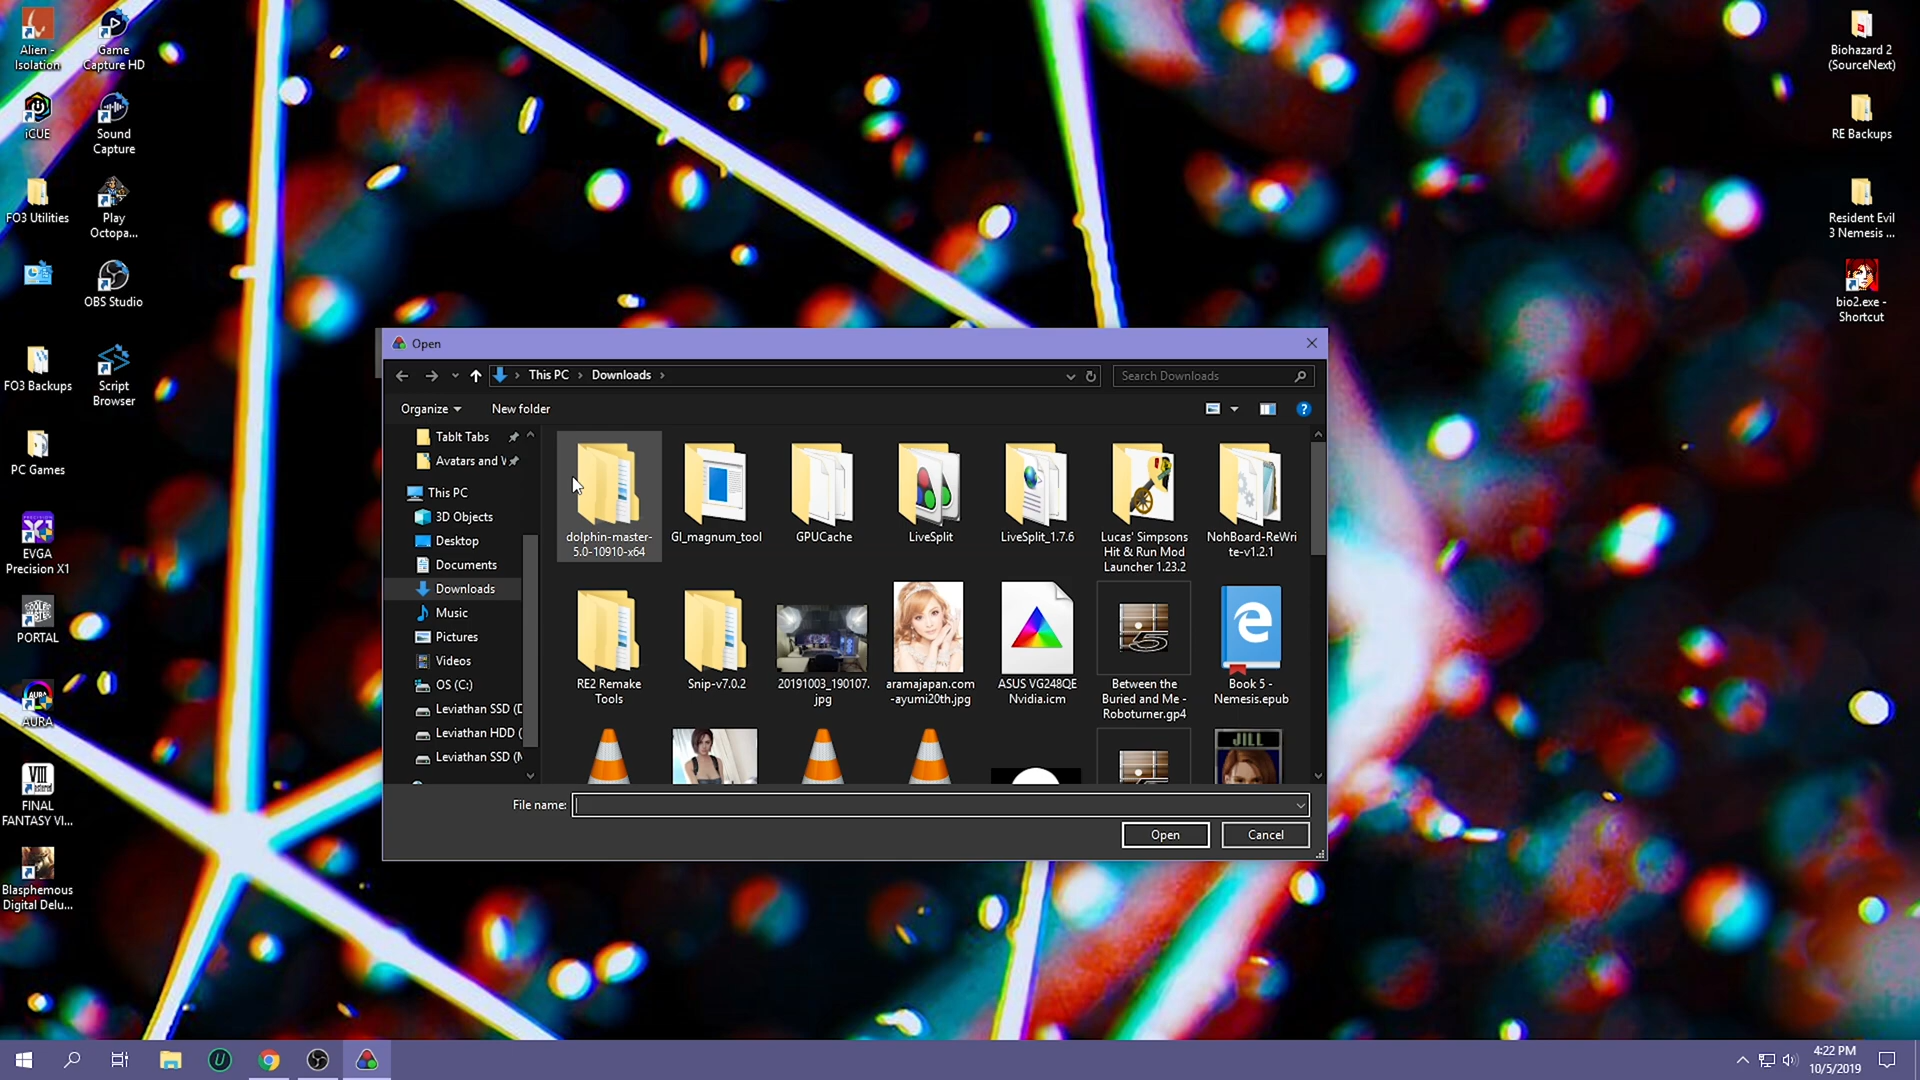 Alien -
Isolation
Game
Capture HD
iCUE
Sound
Capture
FO3 Utilities
Play
Octopa...
OBS Studio
FO3 Backups
Script
Browser
PC Games
EVGA
Precision X1
PORTAL
AURA
FINAL
FANTASY VI...
Blasphemous
Digital Delu...
Biohazard 2
(SourceNext)
RE Backups
Resident Evil
3 Nemesis ...
bio2.exe -
Shortcut
Open
This PC > Downloads >
Search Downloads
Organize
New folder
TabIt Tabs
Avatars and
This PC
3D Objects
Desktop
Documents
Downloads
Music
Pictures
Videos
OS (C:)
Leviathan SSD (D
Leviathan HDD (
Leviathan SSD (
dolphin-master-
5.0-10910-x64
GI_magnum_tool
GPUCache
LiveSplit
LiveSplit_1.7.6
Lucas' Simpsons
Hit & Run Mod
Launcher 1.23.2
NohBoard-ReWri
te-v1.2.1
RE2 Remake
Tools
Snip-v7.0.2
20191003_190107.
jpg
aramajapan.com
-ayumi20th.jpg
ASUS VG248QE
Nvidia.icm
Between the
Buried and Me -
Roboturner.gp4
Book 5 -
Nemesis.epub
JILL
File name:
Open
Cancel
4:22 PM
10/5/2019